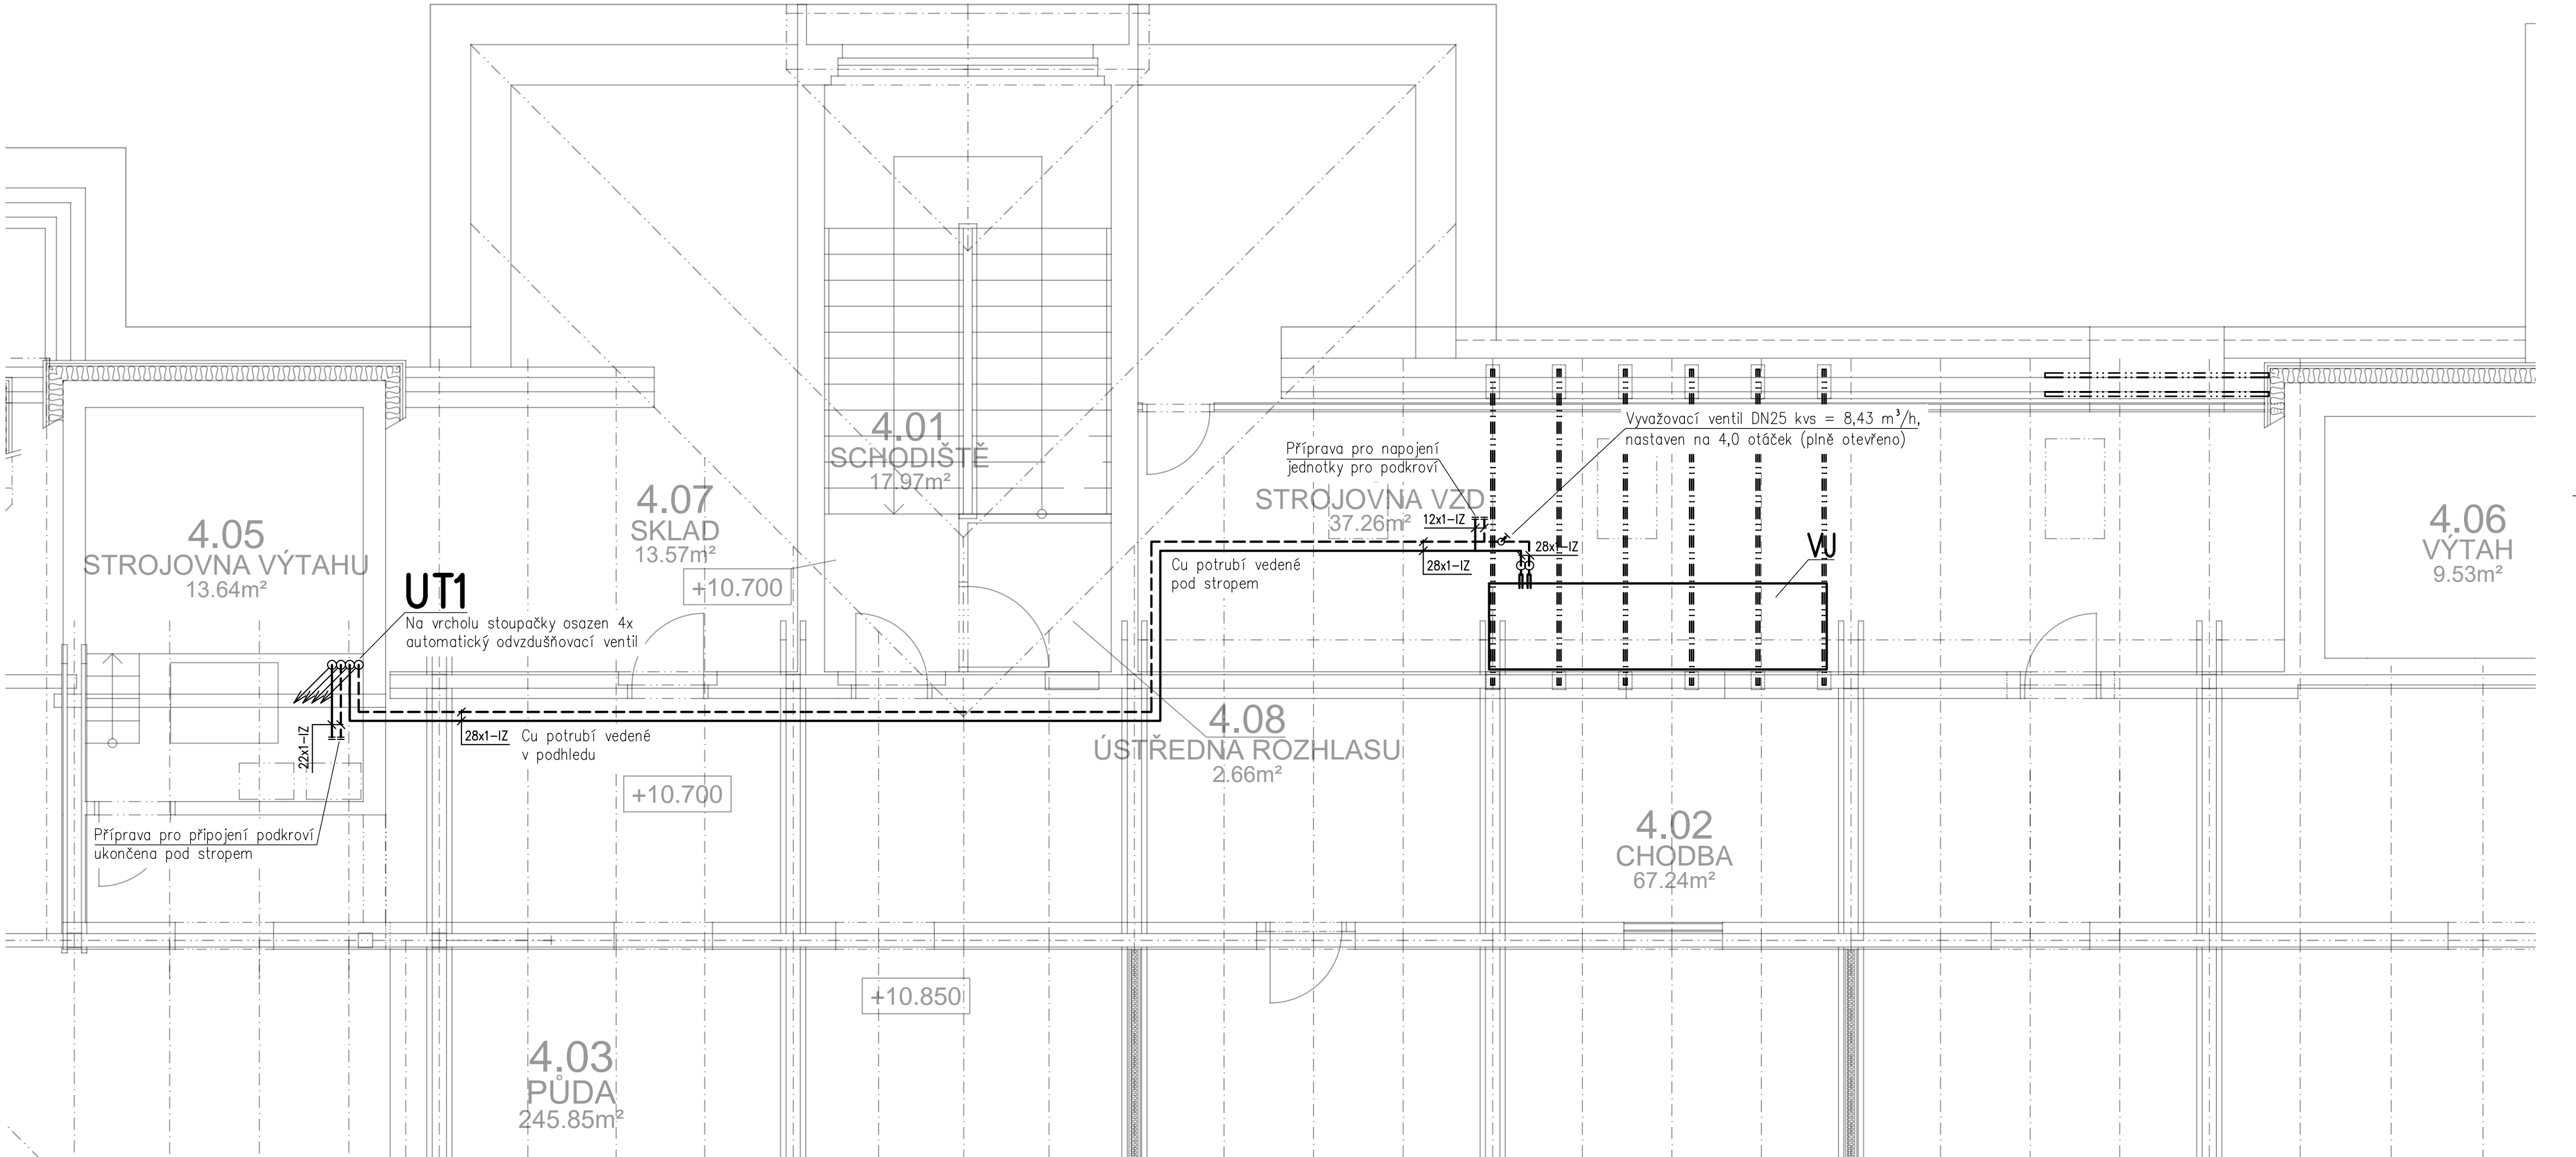 4.01
SCHODIŠTĚ
17.97m²
Vyvažovací ventil DN25 kvs = 8,43 m³/h,
nastaven na 4,0 otáček (plně otevřeno)
Příprava pro napojení
jednotky pro podkroví
4.07
SKLAD
13.57m²
STROJOVNA VZD
37.26m²
12x1-IZ
28x1-IZ
28x1-IZ
VJ
4.05
STROJOVNA VÝTAHU
13.64m²
4.06
VÝTAH
9.53m²
+10.700
Cu potrubí vedené
pod stropem
UT1
Na vrcholu stoupačky osazen 4x
automatický odvzdušňovací ventil
22x1-IZ
28x1-IZ
Cu potrubí vedené
v podhledu
4.08
ÚSTŘEDNA ROZHLASU
2.66m²
+10.700
Příprava pro připojení podkroví
ukončena pod stropem
4.02
CHODBA
67.24m²
+10.850
4.03
PŮDA
245.85m²